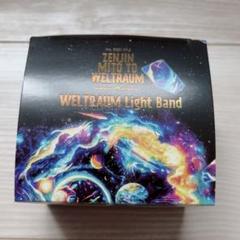 ZENJIN
MITO TO
WELTRAUM
WELTRAUM Light Band